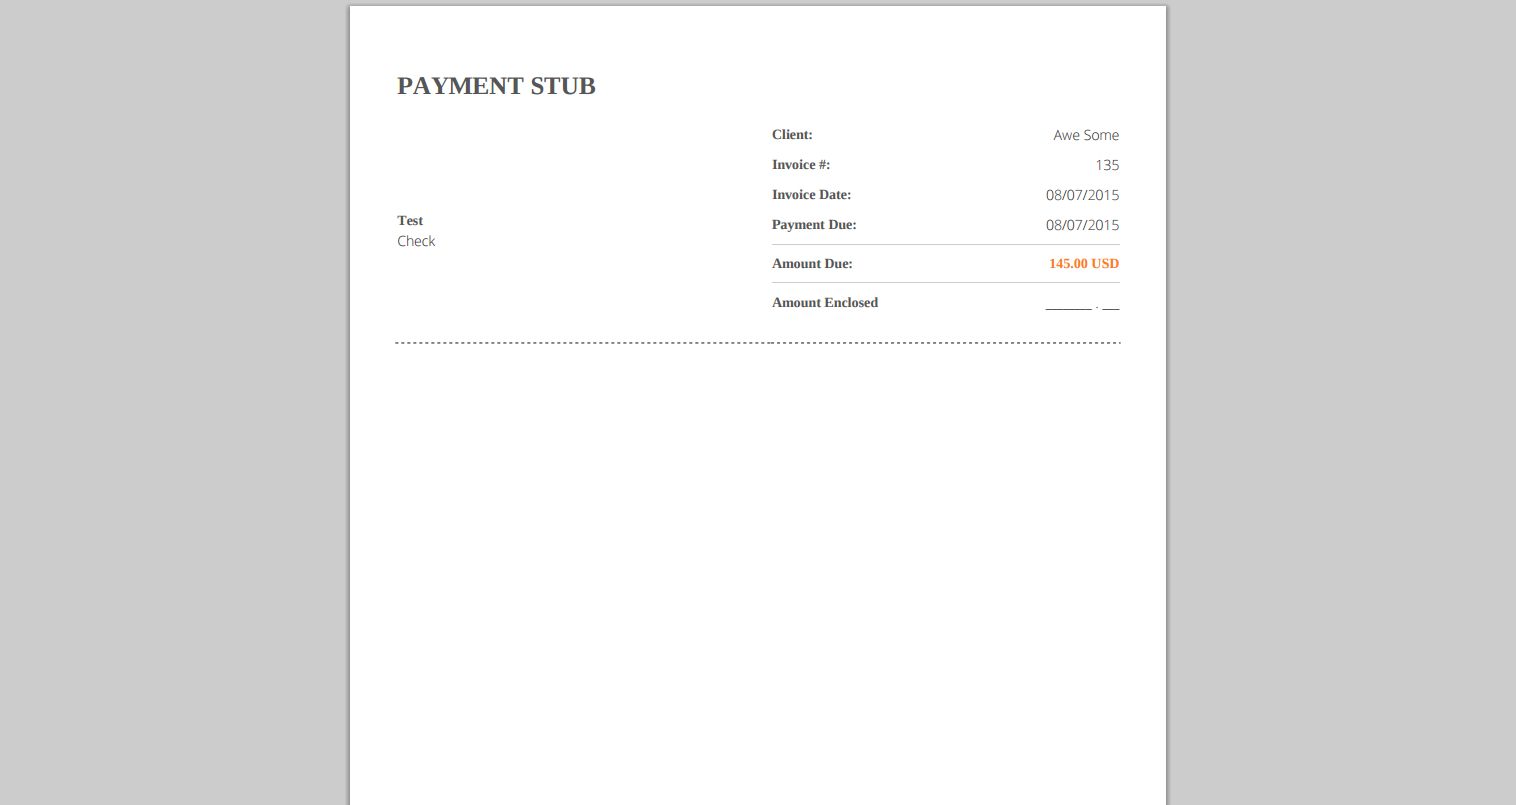 PAYMENT STUB
Client: Awe Some
Invoice #: 135
Invoice Date: 08/07/2015
Test
Payment Due: 08/07/2015
Check
Amount Due: 145.00 USD
Amount Enclosed ______ . __